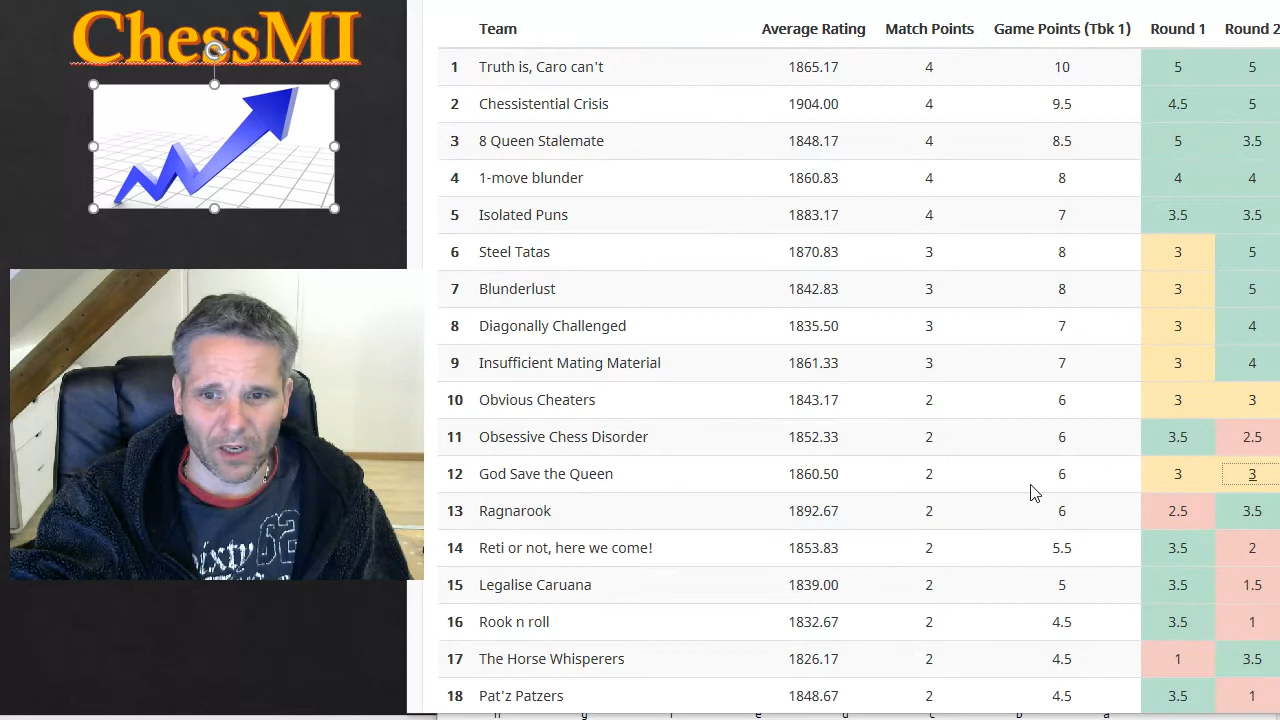 ChessMI
Team Average Rating Match Points Game Points (Tbk 1) Round 1 Round 2
1 Truth is, Caro can't 1865.17 4 10 5 5
2 Chessistential Crisis 1904.00 4 9.5 4.5 5
3 8 Queen Stalemate 1848.17 4 8.5 5 3.5
4 1-move blunder 1860.83 4 8 4 4
5 Isolated Puns 1883.17 4 7 3.5 3.5
6 Steel Tatas 1870.83 3 8 3 5
7 Blunderlust 1842.83 3 8 3 5
8 Diagonally Challenged 1835.50 3 7 3 4
9 Insufficient Mating Material 1861.33 3 7 3 4
10 Obvious Cheaters 1843.17 2 6 3 3
11 Obsessive Chess Disorder 1852.33 2 6 3.5 2.5
12 God Save the Queen 1860.50 2 6 3 3
13 Ragnarook 1892.67 2 6 2.5 3.5
14 Reti or not, here we come! 1853.83 2 5.5 3.5 2
15 Legalise Caruana 1839.00 2 5 3.5 1.5
16 Rook n roll 1832.67 2 4.5 3.5 1
17 The Horse Whisperers 1826.17 2 4.5 1 3.5
18 Pat'z Patzers 1848.67 2 4.5 3.5 1
62